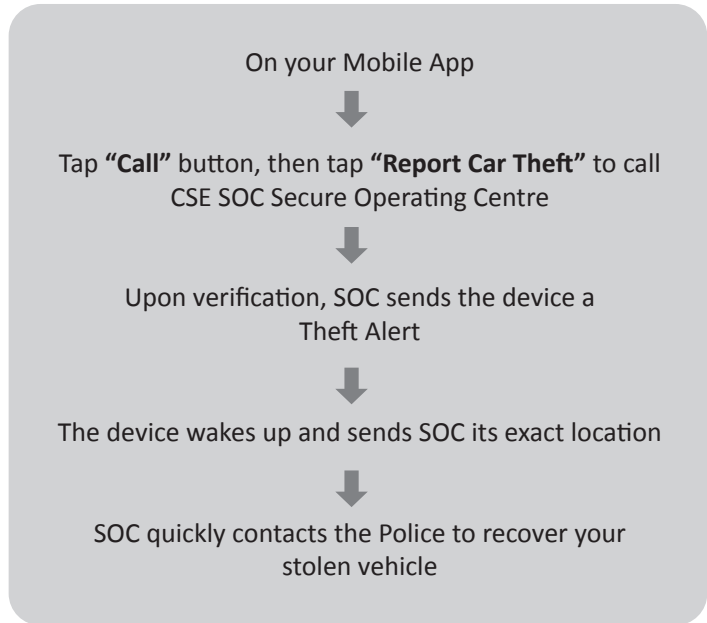 On your Mobile App
Tap “Call” button, then tap “Report Car Theft” to call
CSE SOC Secure Operating Centre
Upon verification, SOC sends the device a
Theft Alert
The device wakes up and sends SOC its exact location
SOC quickly contacts the Police to recover your
stolen vehicle